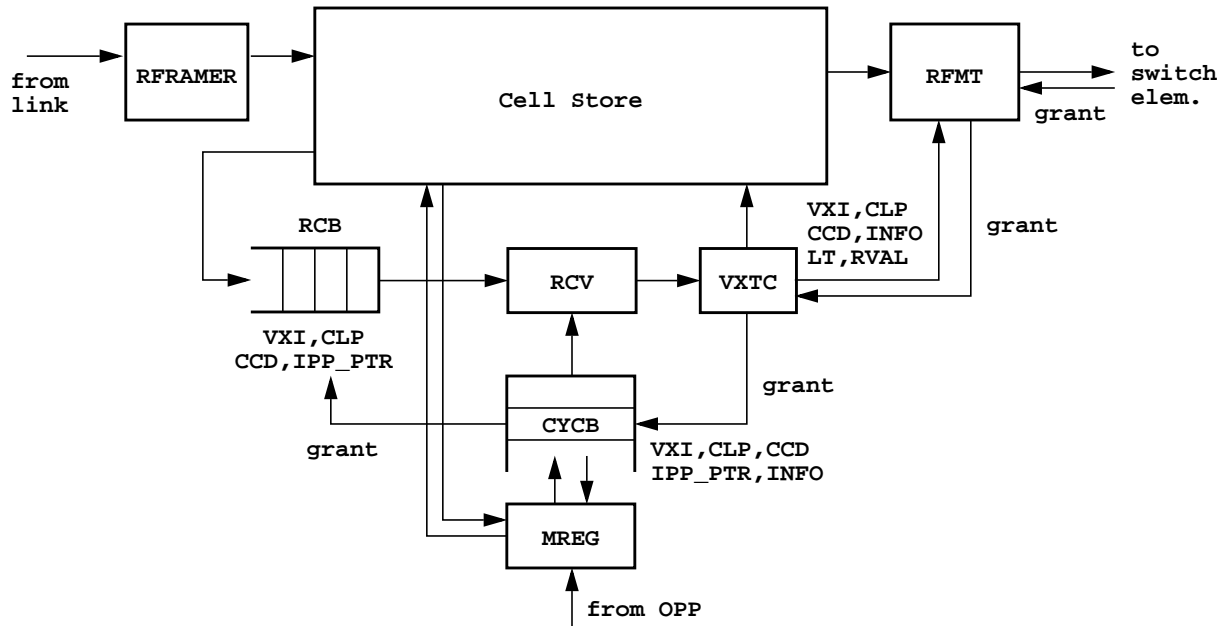 from
link
RFRAMER
Cell Store
RFMT
to
switch
elem.
grant
RCB
VXI,CLP
CCD,INFO
LT,RVAL
grant
RCV
VXTC
VXI,CLP
CCD,IPP_PTR
grant
CYCB
grant
VXI,CLP,CCD
IPP_PTR,INFO
MREG
from OPP